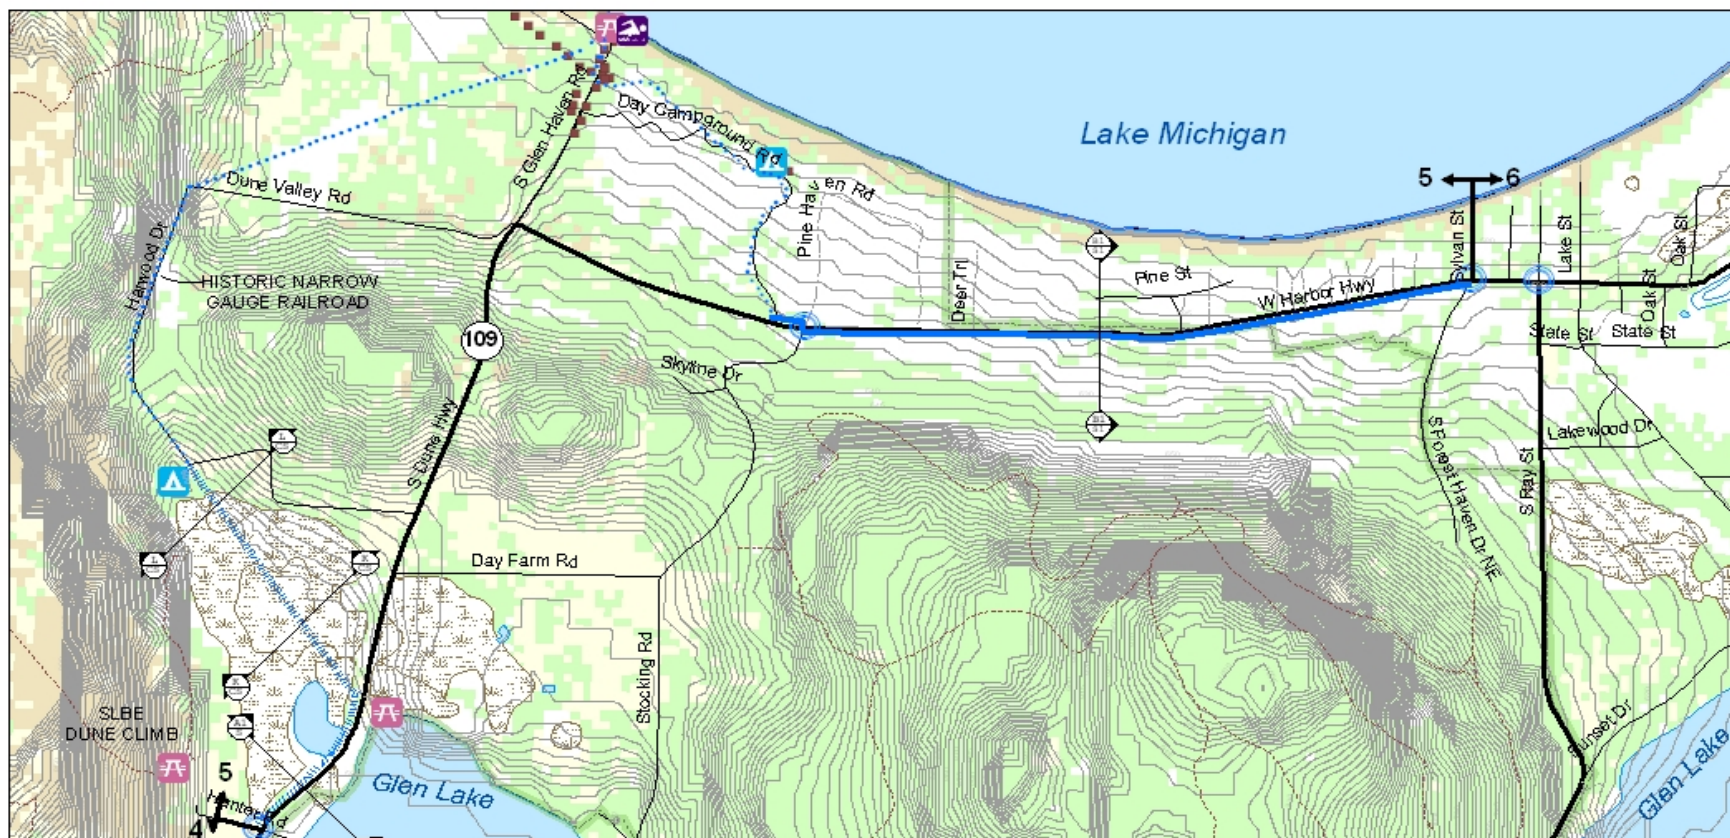 Day Campground Rd
Lake Michigan
S Glen Haven Rd
5 6
Dune Valley Rd
Pine Haven Rd
Sylvan St
Lake St
Oak St
Harwood Dr
HISTORIC NARROW
GAUGE RAILROAD
Deer Trl
Pine St
W Harbor Hwy
Oak St
109
State St
State St
Skyline Dr
S Dune Hwy
S Forest Haven Dr NE
Lakewood Dr
S Ray St
Day Farm Rd
Stocking Rd
SLBE
DUNE CLIMB
Sunset Dr
Glen Lake
Glen Lake
5
4